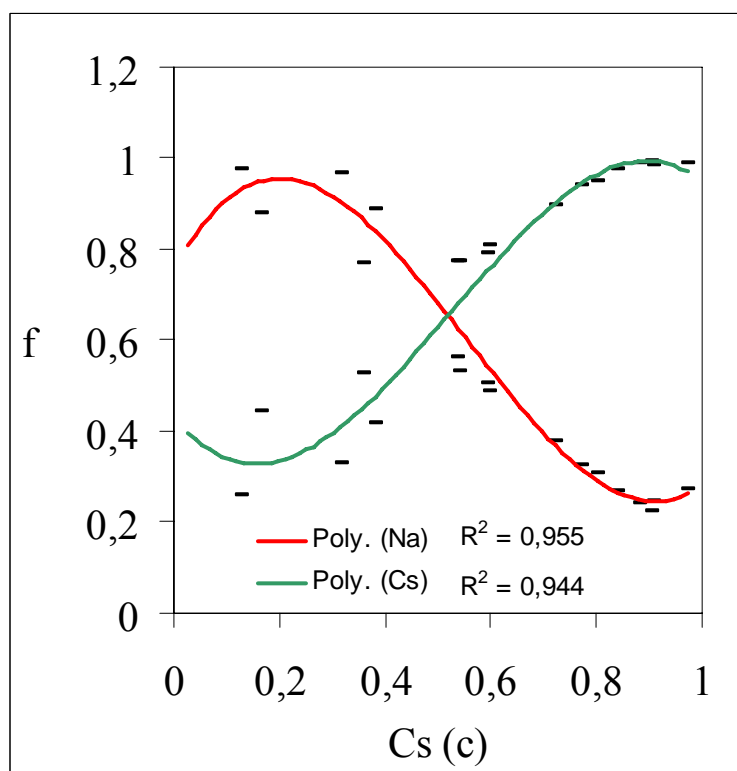 1,2
1
0,8
f
0,6
0,4
0,2
Poly. (Na) R² = 0,955
Poly. (Cs) R² = 0,944
0
0 0,2 0,4 0,6 0,8 1
Cs (c)